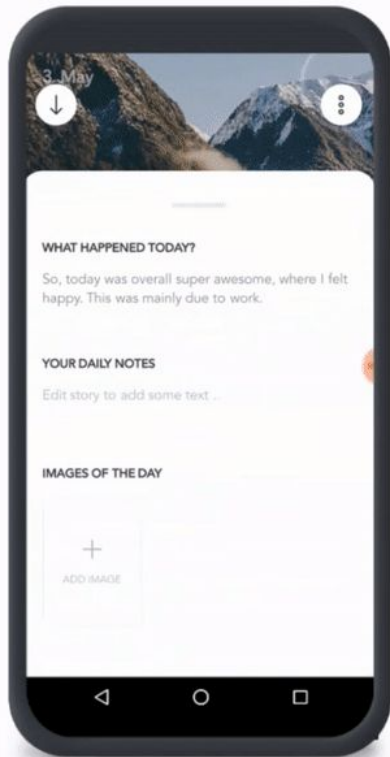 3. May
WHAT HAPPENED TODAY?
So, today was overall super awesome, where I felt
happy. This was mainly due to work.
YOUR DAILY NOTES
Edit story to add some text ..
IMAGES OF THE DAY
ADD IMAGE